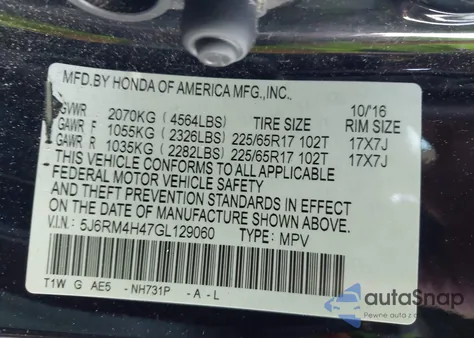 MFD.BY HONDA OF AMERICA MFG.,INC.
10/16
GVWR 2070KG (4564LBS) TIRE SIZE RIM SIZE
GAWR F 1055KG (2326LBS) 225/65R17 102T 17X7J
GAWR R 1035KG (2282LBS) 225/65R17 102T 17X7J
THIS VEHICLE CONFORMS TO ALL APPLICABLE
FEDERAL MOTOR VEHICLE SAFETY
AND THEFT PREVENTION STANDARDS IN EFFECT
ON THE DATE OF MANUFACTURE SHOWN ABOVE.
V.I.N.: 5J6RM4H47GL129060 TYPE: MPV
T1W G AE5 -NH731P -A-L
autoSnap
Pewne auto z